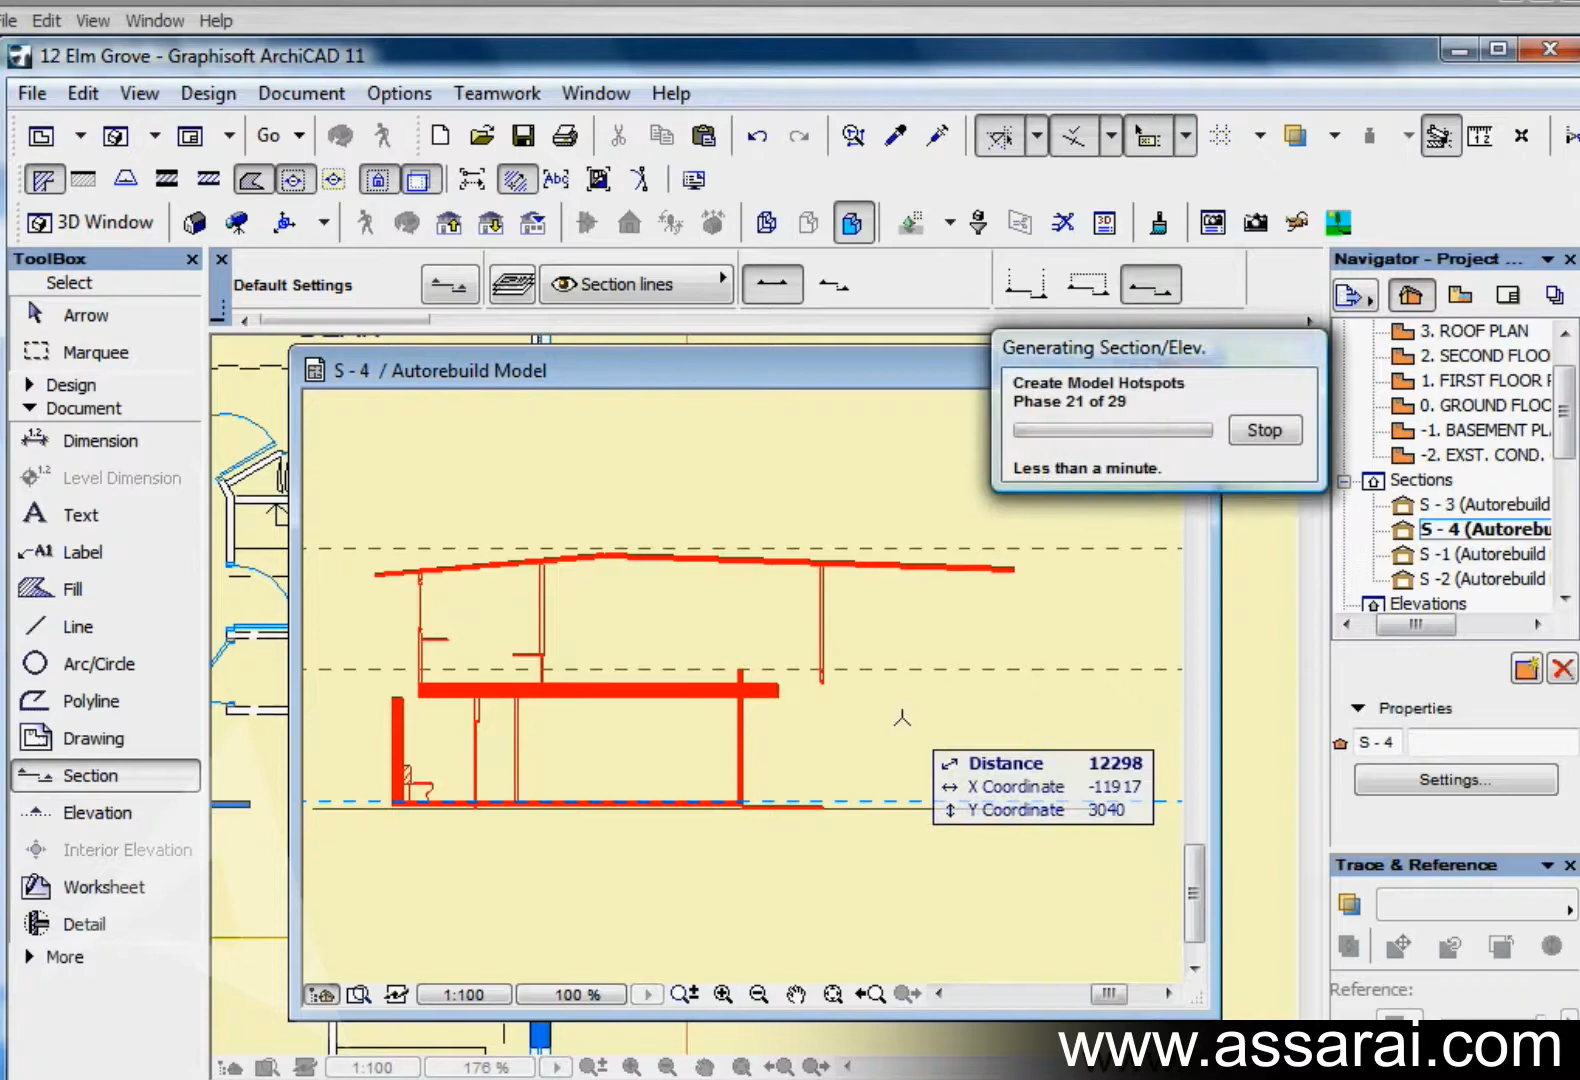 File Edit View Window Help
12 Elm Grove - Graphisoft ArchiCAD 11
File Edit View Design Document Options Teamwork Window Help
Go
Abc
3D Window
ToolBox
Select
Arrow
Marquee
Design
Document
Dimension
Level Dimension
Text
Label
Fill
Line
Arc/Circle
Polyline
Drawing
Section
Elevation
Interior Elevation
Worksheet
Detail
More
Default Settings
Section lines
S - 4 / Autorebuild Model
Generating Section/Elev.
Create Model Hotspots
Phase 21 of 29
Stop
Less than a minute.
Distance 12298
X Coordinate -11917
Y Coordinate 3040
1:100 100 %
1:100 176 %
Navigator - Project ...
3. ROOF PLAN
2. SECOND FLOO
1. FIRST FLOOR F
0. GROUND FLOC
-1. BASEMENT PL
-2. EXST. COND.
Sections
S - 3 (Autorebuild
S - 4 (Autorebu
S -1 (Autorebuild
S -2 (Autorebuild
Elevations
Properties
S - 4
Settings...
Trace & Reference
Reference:
www.assarai.com